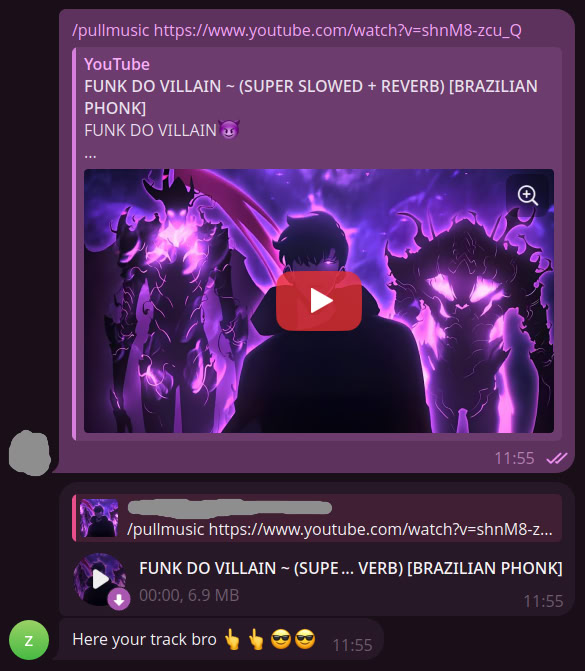 /pullmusic https://www.youtube.com/watch?v=shnM8-zcu_Q
YouTube
FUNK DO VILLAIN ~ (SUPER SLOWED + REVERB) [BRAZILIAN
PHONK]
FUNK DO VILLAIN😈
...
11:55
/pullmusic https://www.youtube.com/watch?v=shnM8-z...
FUNK DO VILLAIN ~ (SUPE... VERB) [BRAZILIAN PHONK]
00:00, 6.9 MB
11:55
z
Here your track bro 👆👆😎😎
11:55